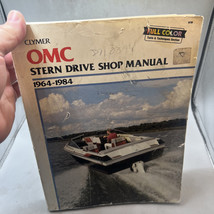 CLYMER
FULL COLOR
OMC
STERN DRIVE SHOP MANUAL
1964-1984